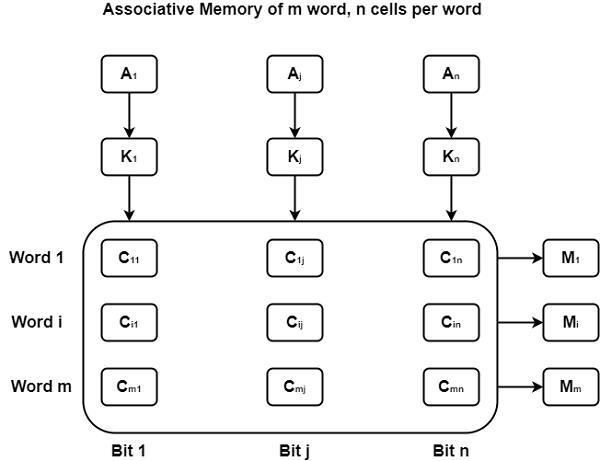 Associative Memory of m word, n cells per word
A1 Aj An
K1 Kj Kn
Word 1 C11 C1j C1n M1
Word i Ci1 Cij Cin Mi
Word m Cm1 Cmj Cmn Mm
Bit 1 Bit j Bit n